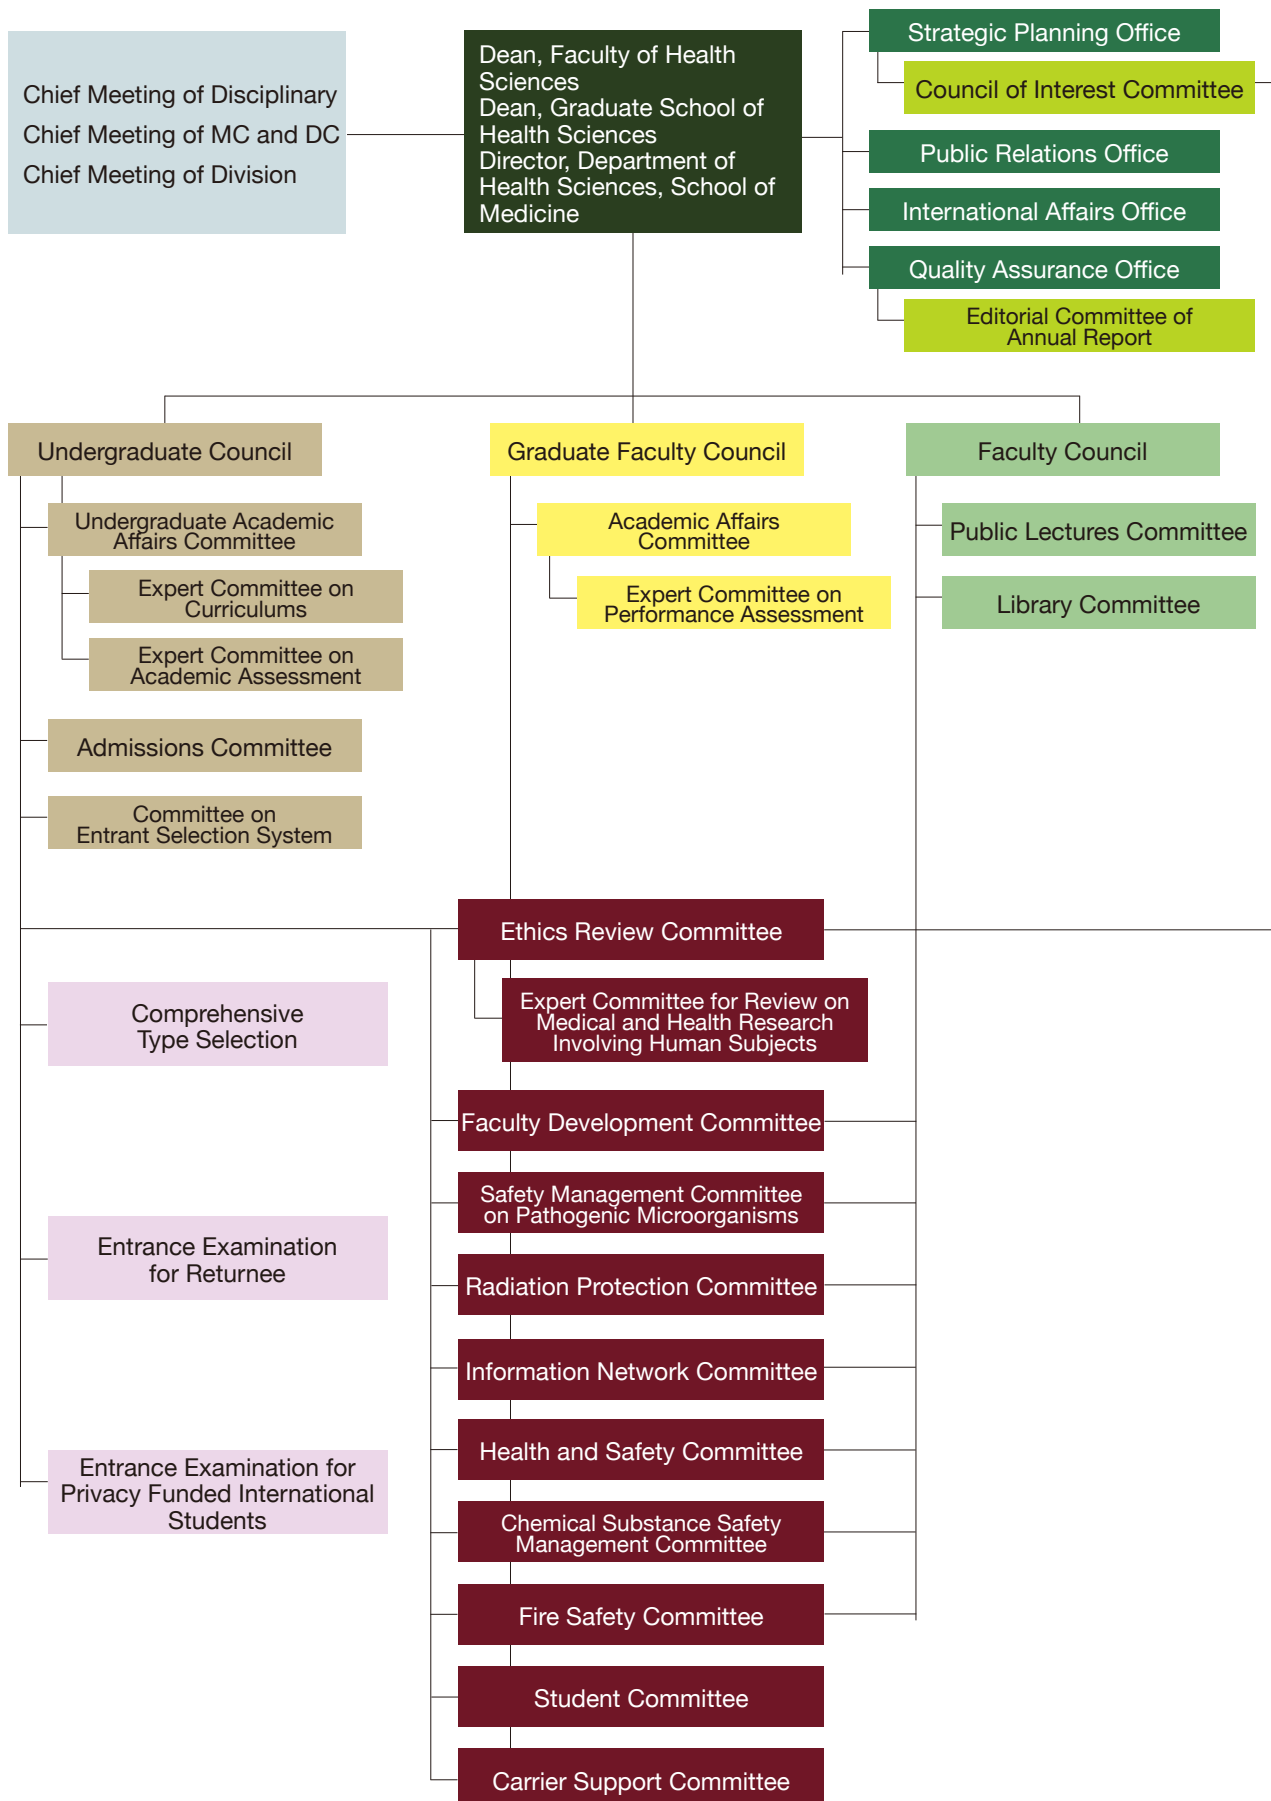 Chief Meeting of Disciplinary
Chief Meeting of MC and DC
Chief Meeting of Division
Dean, Faculty of Health
Sciences
Dean, Graduate School of
Health Sciences
Director, Department of
Health Sciences, School of
Medicine
Strategic Planning Office
Council of Interest Committee
Public Relations Office
International Affairs Office
Quality Assurance Office
Editorial Committee of
Annual Report
Undergraduate Council
Undergraduate Academic
Affairs Committee
Expert Committee on
Curriculums
Expert Committee on
Academic Assessment
Admissions Committee
Committee on
Entrant Selection System
Comprehensive
Type Selection
Entrance Examination
for Returnee
Entrance Examination for
Privacy Funded International
Students
Graduate Faculty Council
Academic Affairs
Committee
Expert Committee on
Performance Assessment
Faculty Council
Public Lectures Committee
Library Committee
Ethics Review Committee
Expert Committee for Review on
Medical and Health Research
Involving Human Subjects
Faculty Development Committee
Safety Management Committee
on Pathogenic Microorganisms
Radiation Protection Committee
Information Network Committee
Health and Safety Committee
Chemical Substance Safety
Management Committee
Fire Safety Committee
Student Committee
Carrier Support Committee